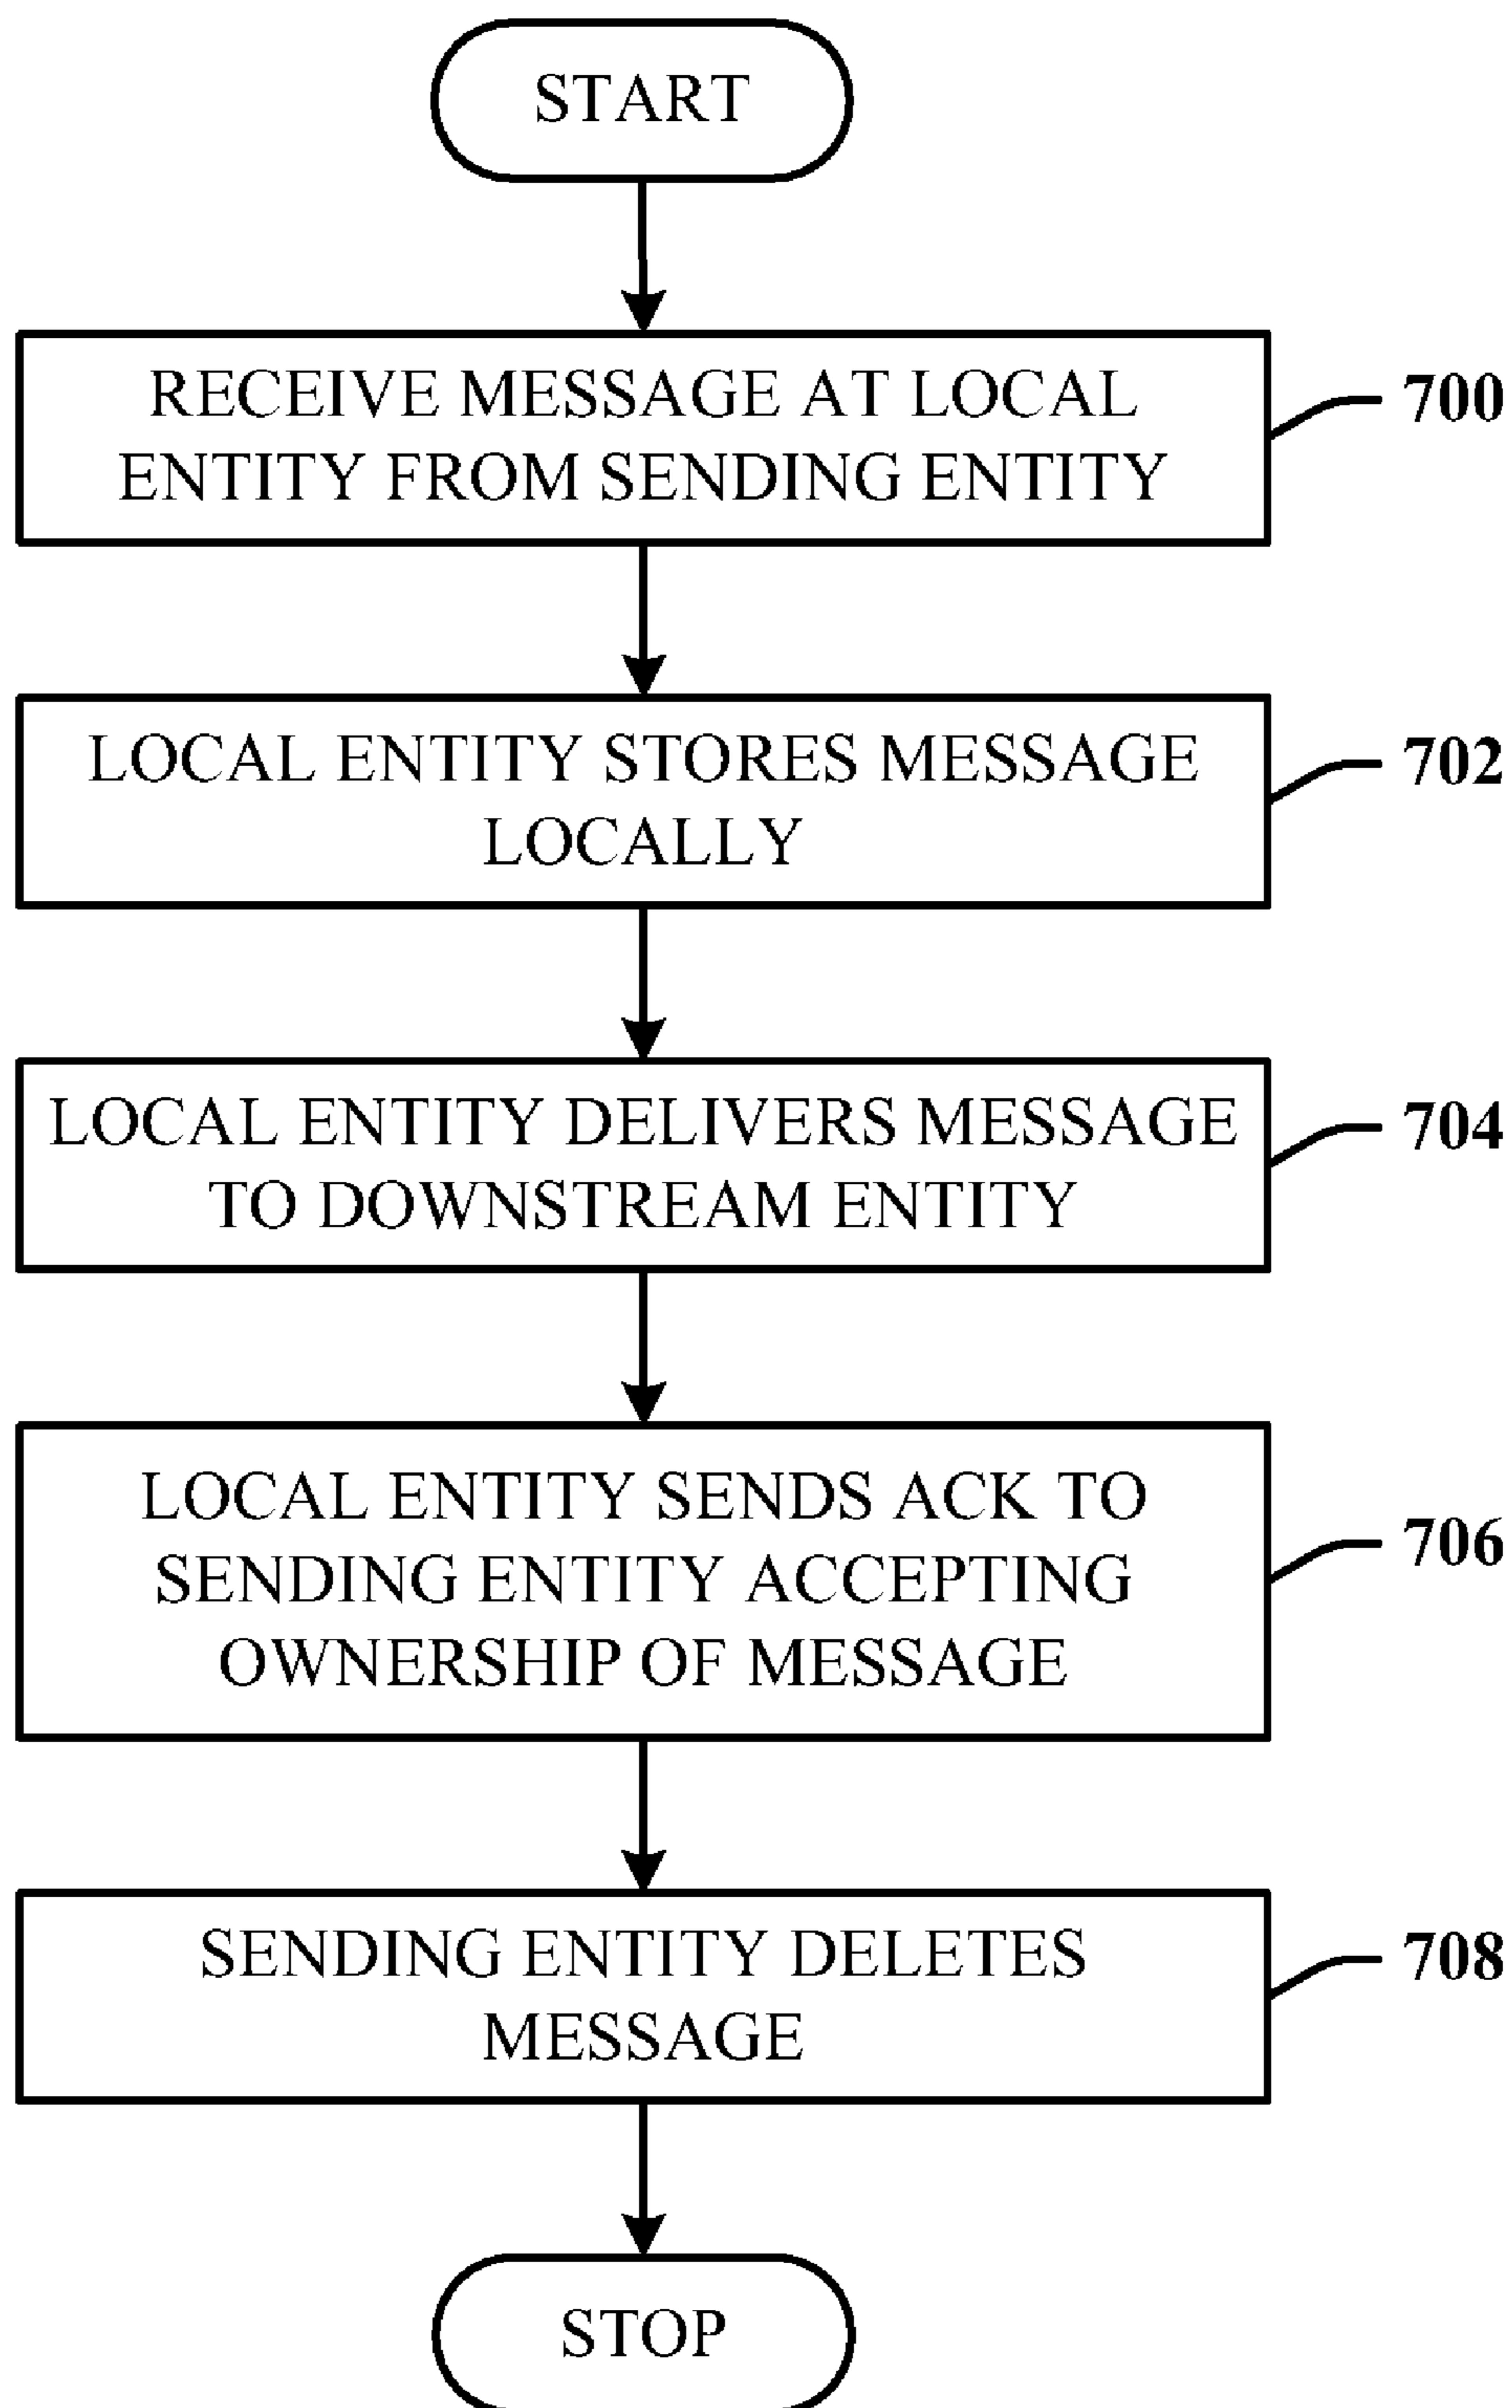 START
RECEIVE MESSAGE AT LOCAL
ENTITY FROM SENDING ENTITY
700
LOCAL ENTITY STORES MESSAGE
LOCALLY
702
LOCAL ENTITY DELIVERS MESSAGE
TO DOWNSTREAM ENTITY
704
LOCAL ENTITY SENDS ACK TO
SENDING ENTITY ACCEPTING
OWNERSHIP OF MESSAGE
706
SENDING ENTITY DELETES
MESSAGE
708
STOP